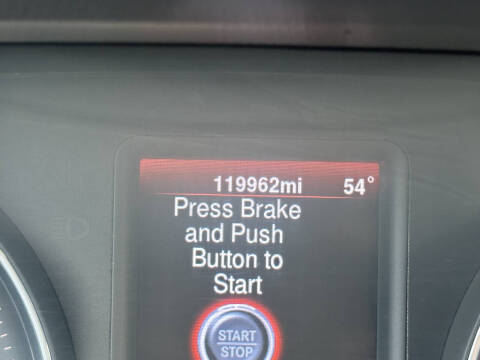 119962mi 54°
Press Brake
and Push
Button to
Start
START
STOP